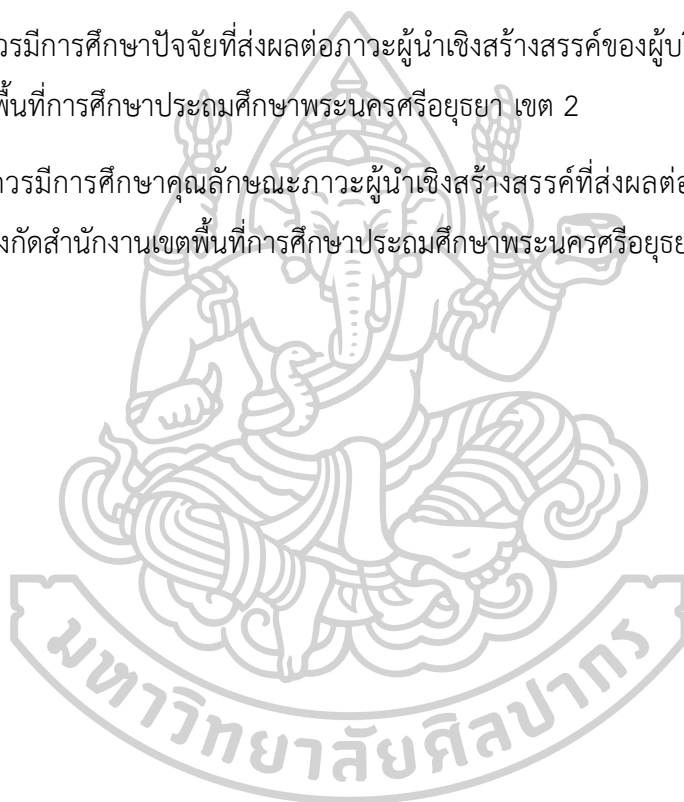 วรมีการศึกษาปัจจัยที่ส่งผลต่อภาวะผู้นำเชิงสร้างสรรค์ของผู้บ
พื้นที่การศึกษาประถมศึกษาพระนครศรีอยุธยา เขต 2
วรมีการศึกษาคุณลักษณะภาวะผู้นำเชิงสร้างสรรค์ที่ส่งผลต่อ
งกัดสำนักงานเขตพื้นที่การศึกษาประถมศึกษาพระนครศรีอยุธย
มหาวิทยาลัยศิลปากร